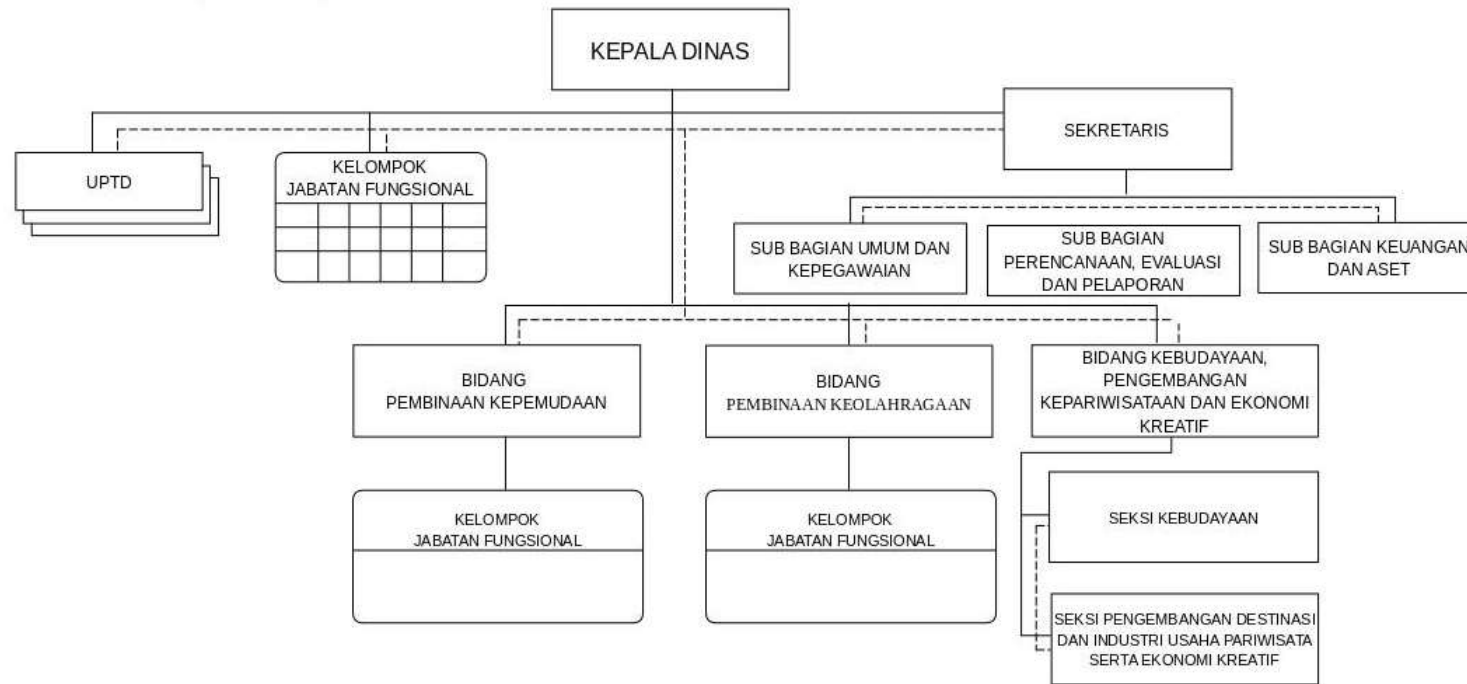 KEPALA DINAS
SEKRETARIS
UPTD
KELOMPOK
JABATAN FUNGSIONAL
SUB BAGIAN UMUM DAN
KEPEGAWAIAN
SUB BAGIAN
PERENCANAAN, EVALUASI
DAN PELAPORAN
SUB BAGIAN KEUANGAN
DAN ASET
BIDANG
PEMBINAAN KEPEMUDAAN
BIDANG
PEMBINAAN KEOLAHRAGAAN
BIDANG KEBUDAYAAN,
PENGEMBANGAN
KEPARIWISATAAN DAN EKONOMI
KREATIF
KELOMPOK
JABATAN FUNGSIONAL
KELOMPOK
JABATAN FUNGSIONAL
SEKSI KEBUDAYAAN
SEKSI PENGEMBANGAN DESTINASI
DAN INDUSTRI USAHA PARIWISATA
SERTA EKONOMI KREATIF